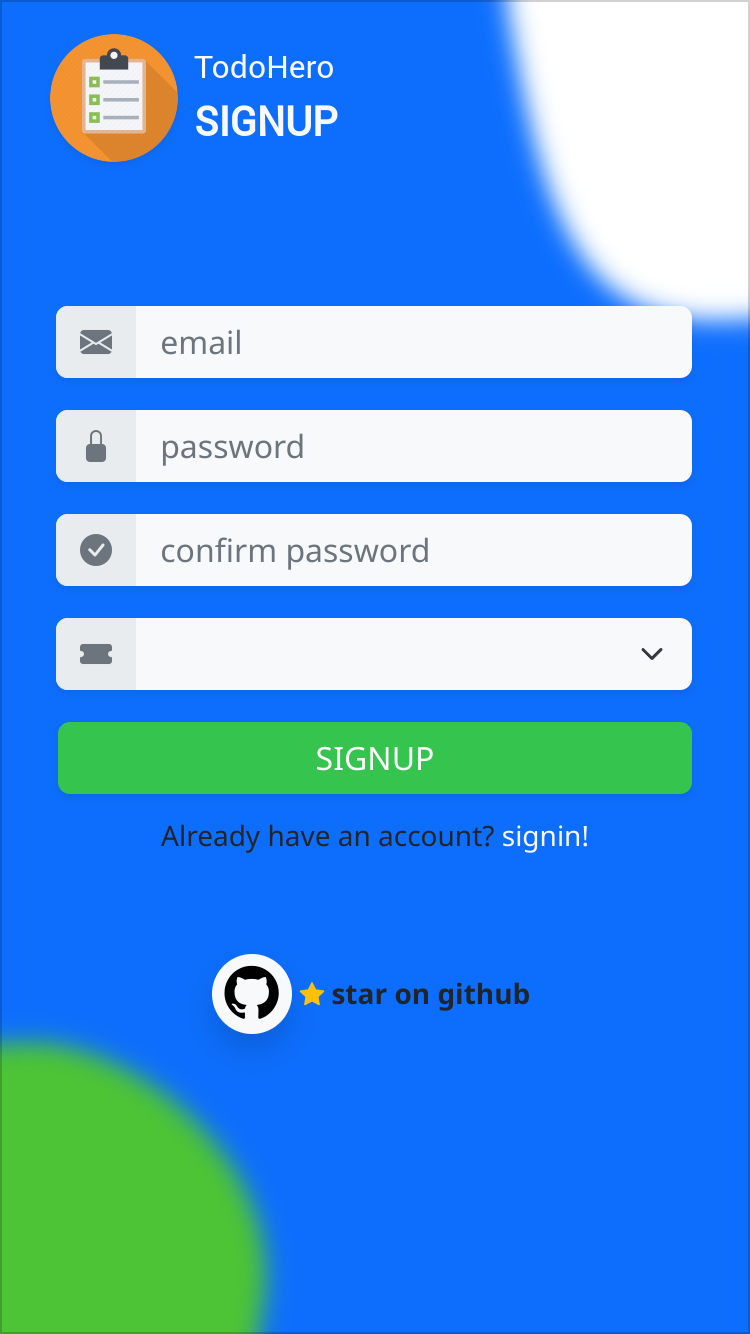 TodoHero
SIGNUP
email
password
confirm password
SIGNUP
Already have an account? signin!
star on github